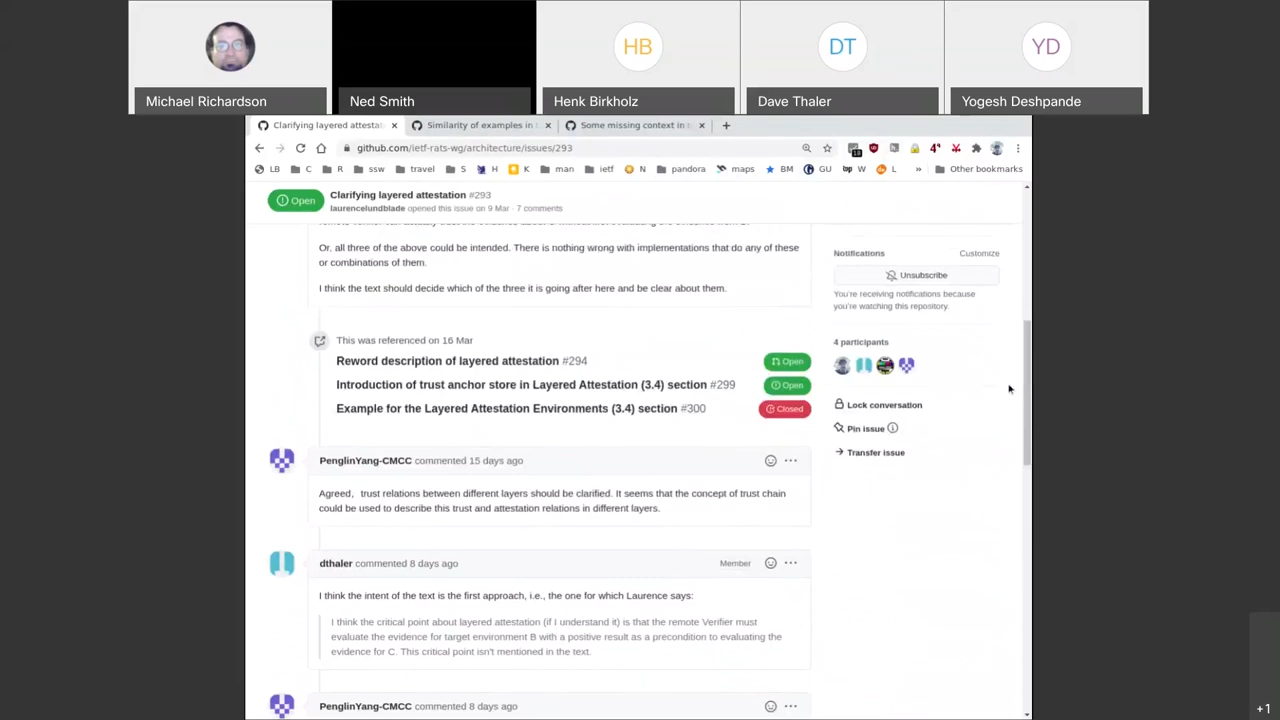 HB
DT
YD
Michael Richardson
Ned Smith
Henk Birkholz
Dave Thaler
Yogesh Deshpande
Clarifying layered attestat
Similarity of examples in t
Some missing context in t
github.com/ietf-rats-wg/architecture/issues/293
LB C R ssw travel S H K man ietf N pandora maps BM GU W L » Other bookmarks
Open
Clarifying layered attestation #293
laurencelundblade opened this issue on 9 Mar · 7 comments
Or, all three of the above could be intended. There is nothing wrong with implementations that do any of these
or combinations of them.
I think the text should decide which of the three it is going after here and be clear about them.
This was referenced on 16 Mar
Reword description of layered attestation #294 Open
Introduction of trust anchor store in Layered Attestation (3.4) section #299 Open
Example for the Layered Attestation Environments (3.4) section #300 Closed
PenglinYang-CMCC commented 15 days ago
Agreed, trust relations between different layers should be clarified. It seems that the concept of trust chain
could be used to describe this trust and attestation relations in different layers.
dthaler commented 8 days ago Member
I think the intent of the text is the first approach, i.e., the one for which Laurence says:
I think the critical point about layered attestation (if I understand it) is that the remote Verifier must
evaluate the evidence for target environment B with a positive result as a precondition to evaluating the
evidence for C. This critical point isn't mentioned in the text.
PenglinYang-CMCC commented 8 days ago
Notifications Customize
Unsubscribe
You're receiving notifications because
you're watching this repository.
4 participants
Lock conversation
Pin issue
Transfer issue
+1